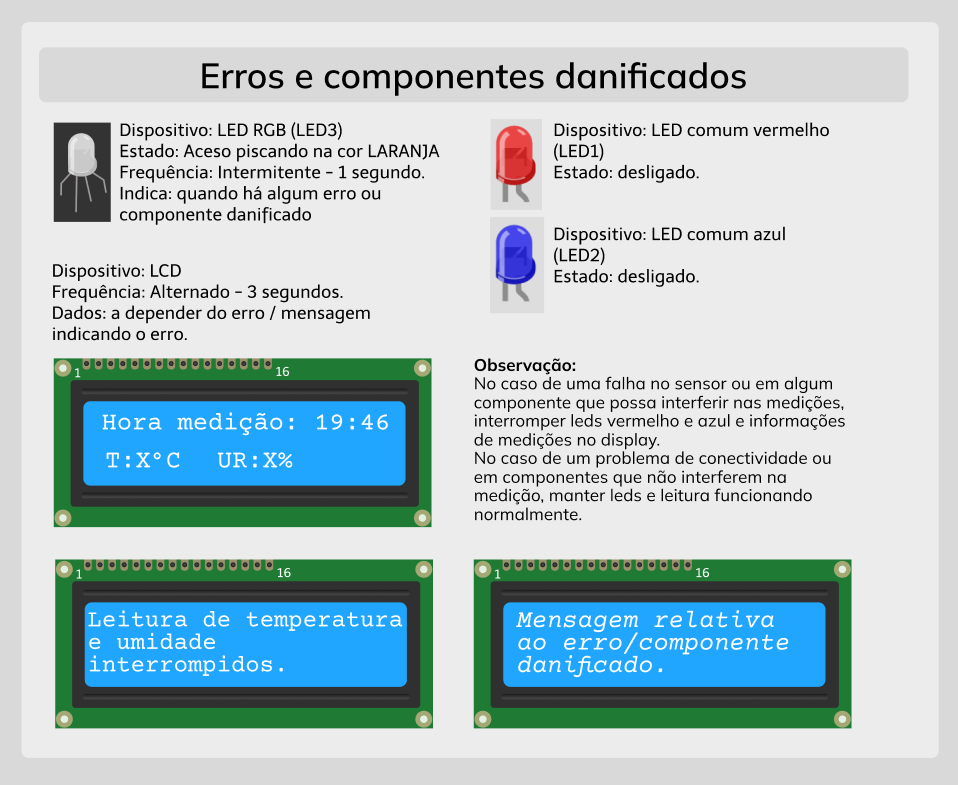 Erros e componentes danificados
Dispositivo: LED RGB (LED3)
Estado: Aceso piscando na cor LARANJA
Frequência: Intermitente - 1 segundo.
Indica: quando há algum erro ou
componente danificado
Dispositivo: LED comum vermelho
(LED1)
Estado: desligado.
Dispositivo: LED comum azul
(LED2)
Estado: desligado.
Dispositivo: LCD
Frequência: Alternado - 3 segundos.
Dados: a depender do erro / mensagem
indicando o erro.
1 16
Hora medição: 19:46
T:X°C UR:X%
Observação:
No caso de uma falha no sensor ou em algum
componente que possa interferir nas medições,
interromper leds vermelho e azul e informações
de medições no display.
No caso de um problema de conectividade ou
em componentes que não interferem na
medição, manter leds e leitura funcionando
normalmente.
1 16
Leitura de temperatura
e umidade
interrompidos.
1 16
Mensagem relativa
ao erro/componente
danificado.